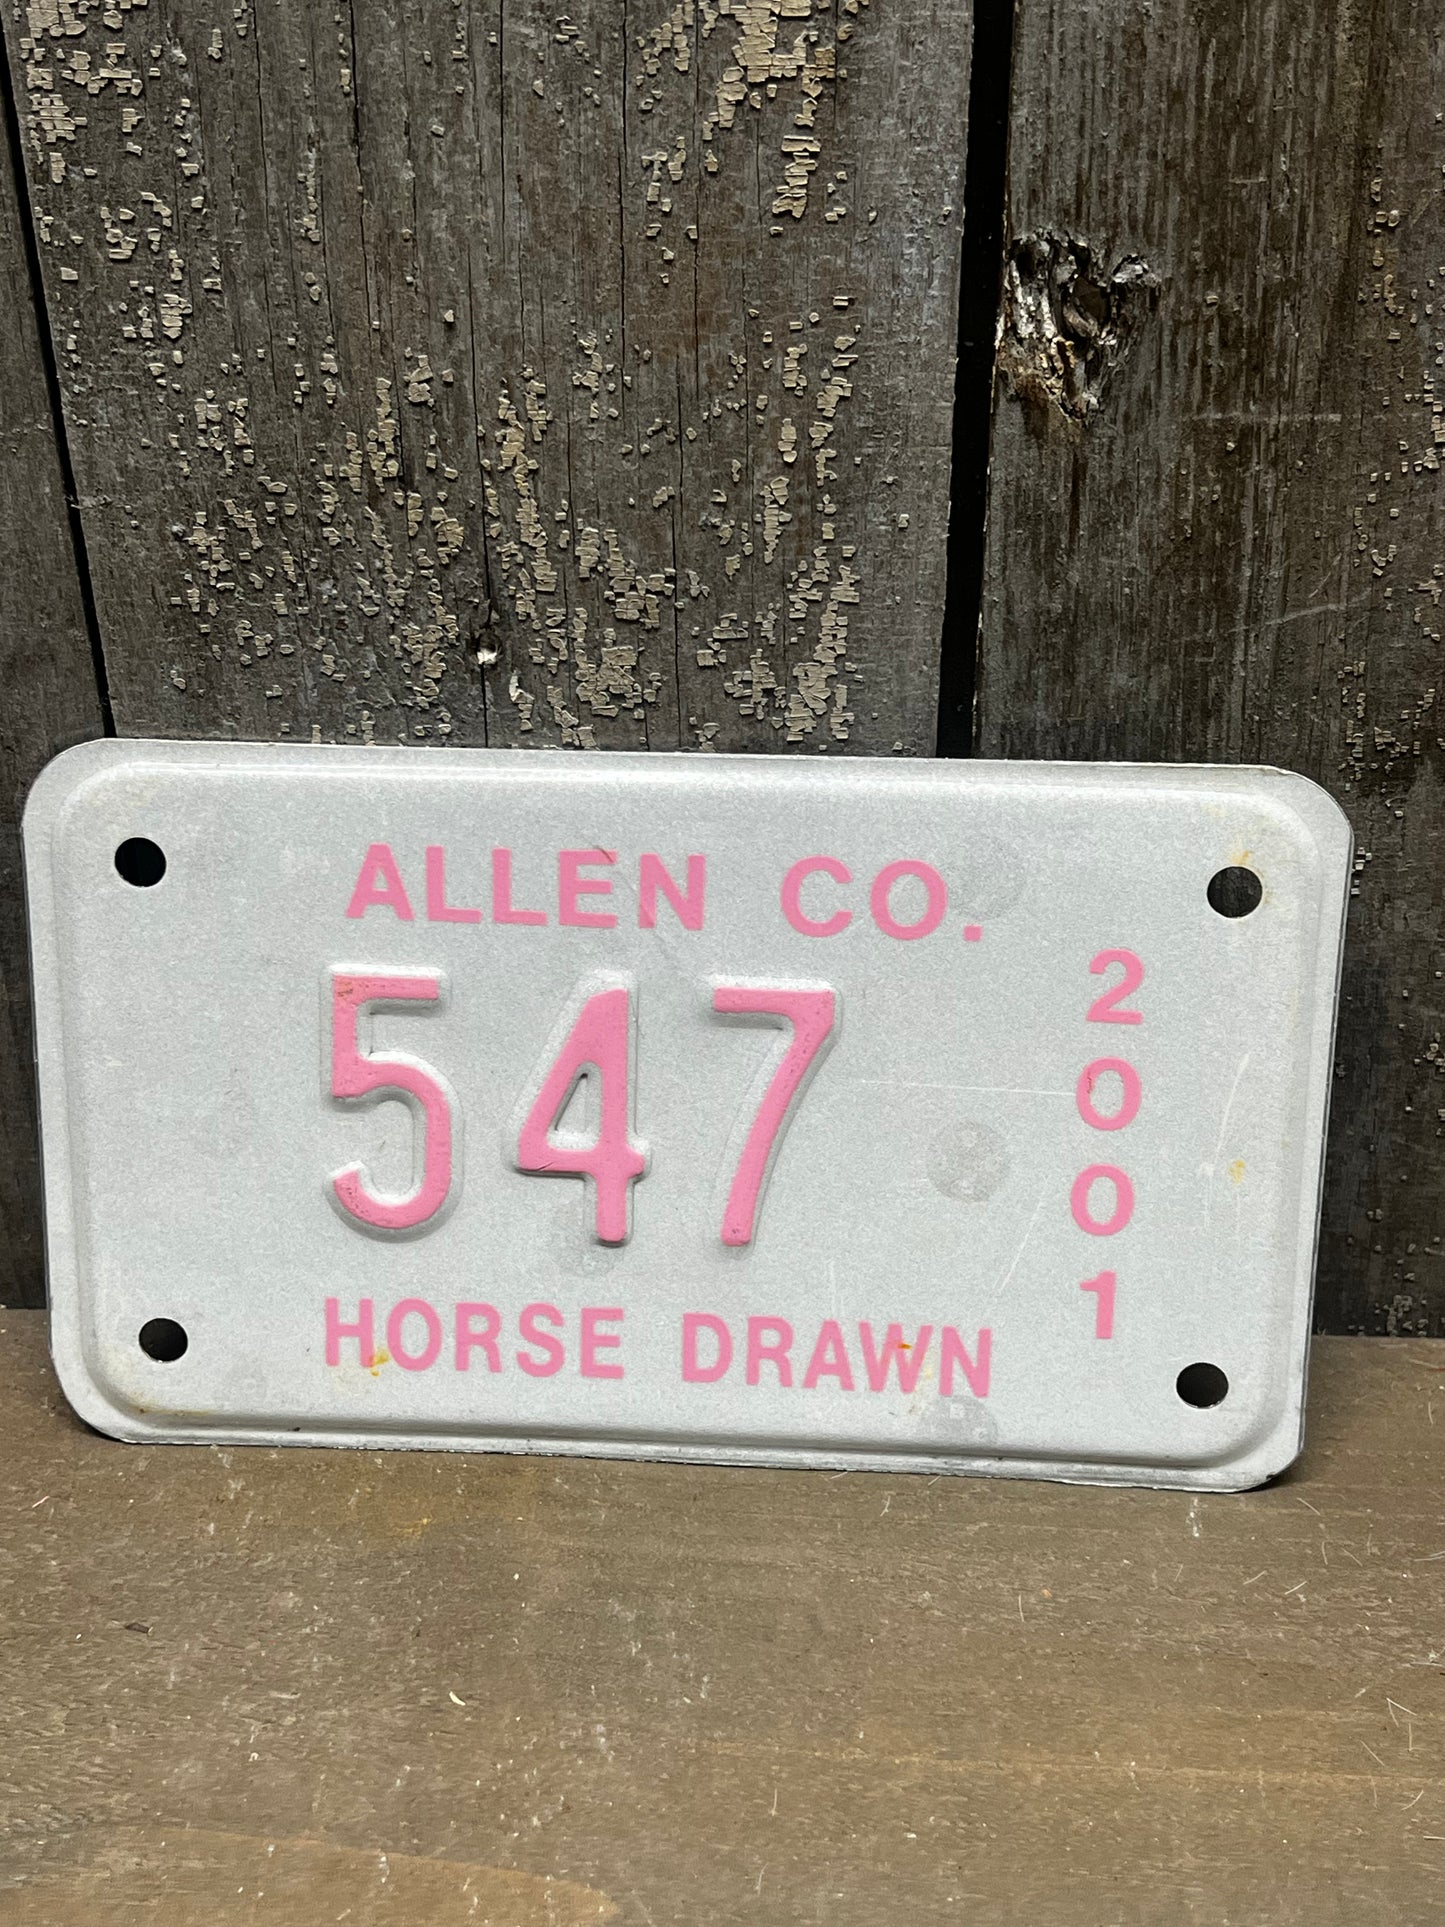 ALLEN CO.
547
2001
HORSE DRAWN